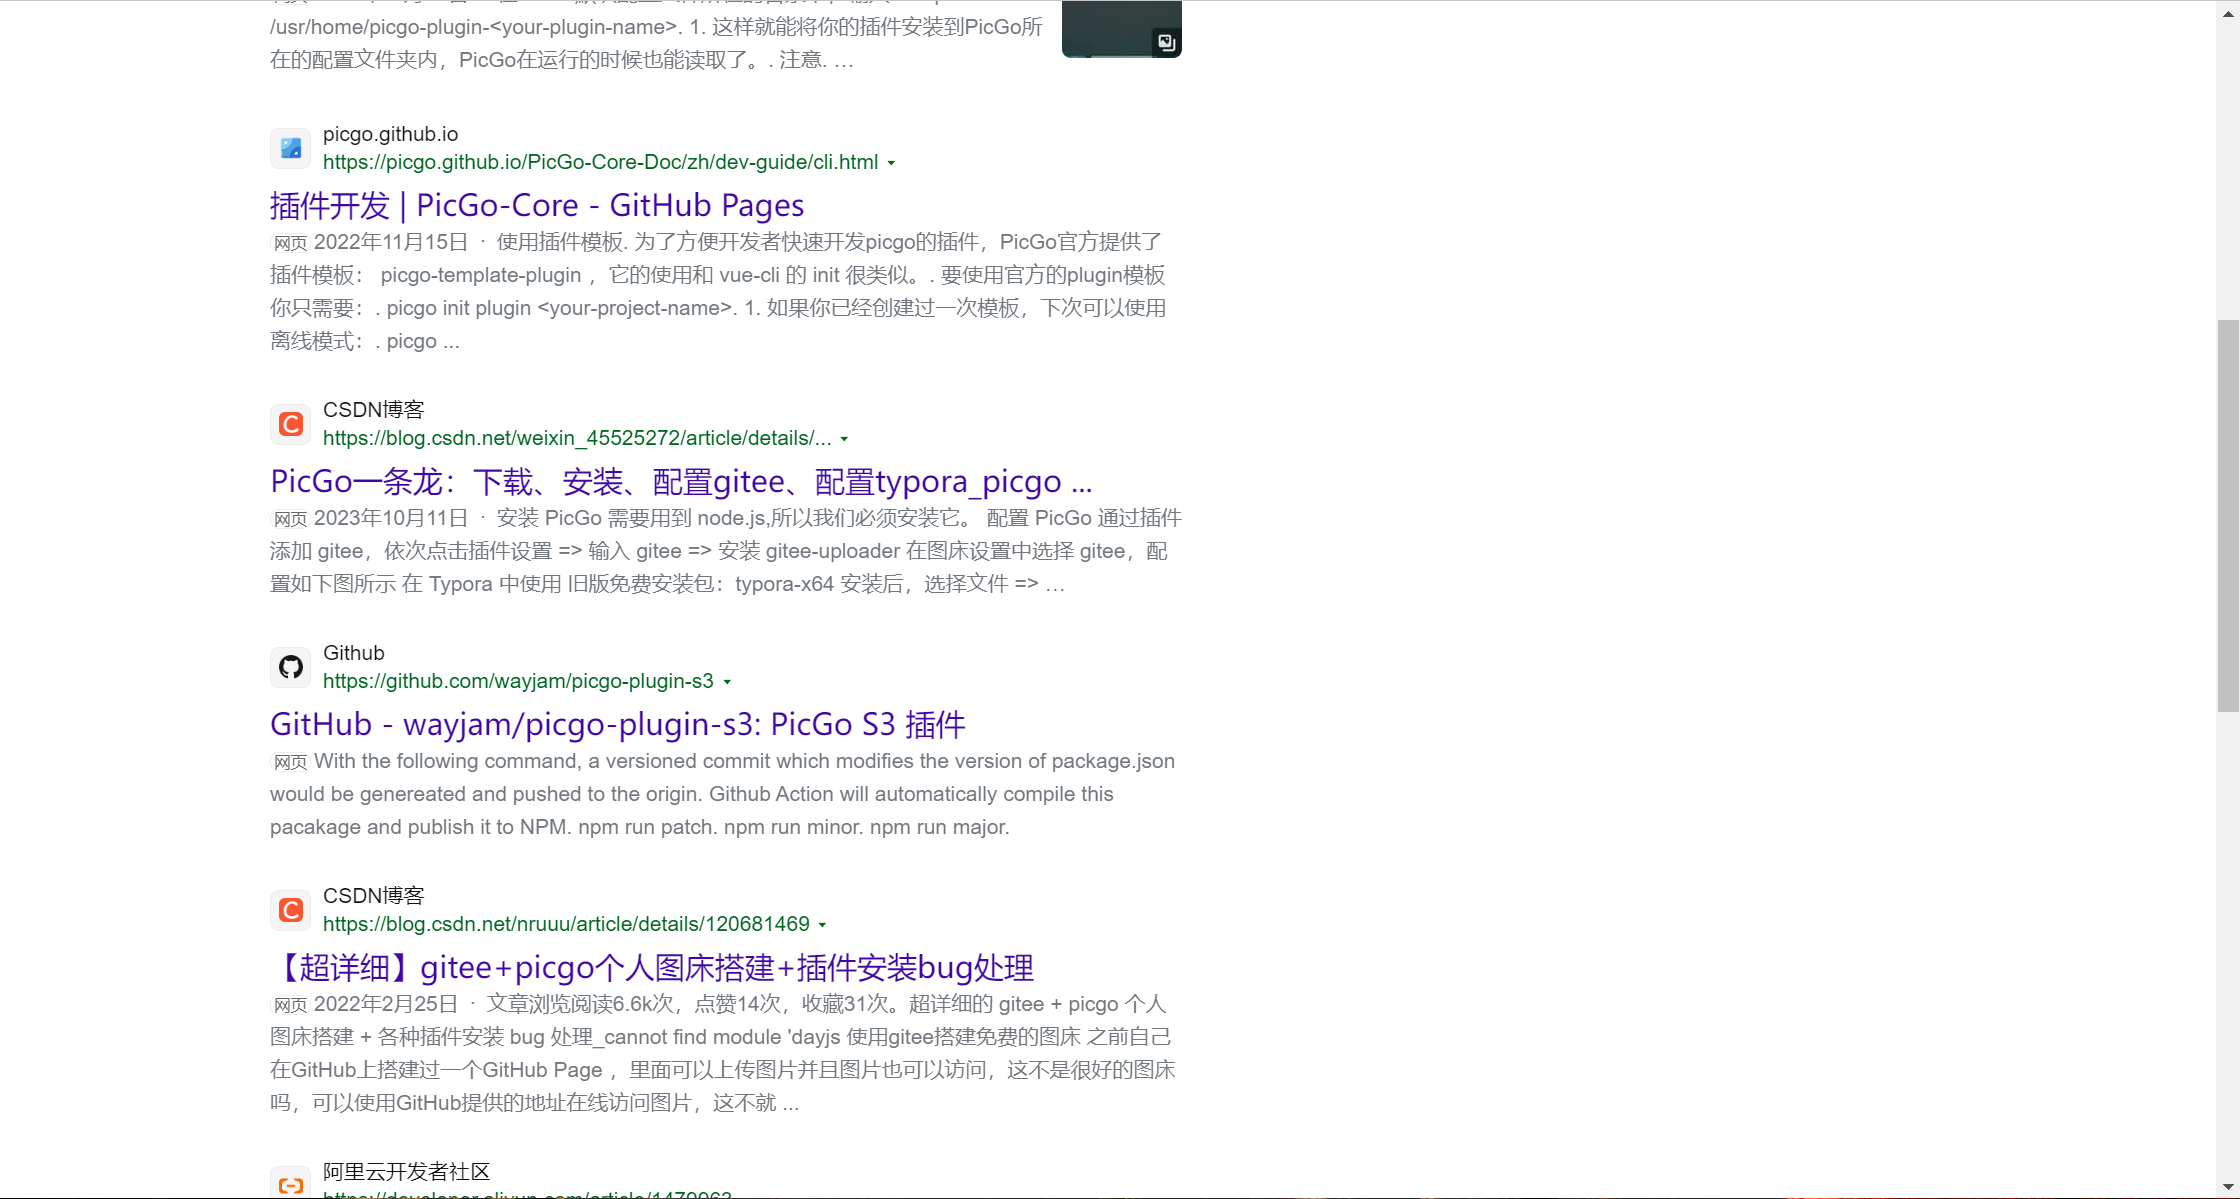 /usr/home/picgo-plugin-<your-plugin-name>. 1. 这样就能将你的插件安装到PicGo所
在的配置文件夹内，PicGo在运行的时候也能读取了。. 注意. …
picgo.github.io
https://picgo.github.io/PicGo-Core-Doc/zh/dev-guide/cli.html
插件开发 | PicGo-Core - GitHub Pages
网页 2022年11月15日 · 使用插件模板. 为了方便开发者快速开发picgo的插件，PicGo官方提供了
插件模板： picgo-template-plugin ，它的使用和 vue-cli 的 init 很类似。. 要使用官方的plugin模板
你只需要：. picgo init plugin <your-project-name>. 1. 如果你已经创建过一次模板，下次可以使用
离线模式：. picgo ...
CSDN博客
https://blog.csdn.net/weixin_45525272/article/details/...
PicGo一条龙：下载、安装、配置gitee、配置typora_picgo ...
网页 2023年10月11日 · 安装 PicGo 需要用到 node.js,所以我们必须安装它。 配置 PicGo 通过插件
添加 gitee，依次点击插件设置 => 输入 gitee => 安装 gitee-uploader 在图床设置中选择 gitee，配
置如下图所示 在 Typora 中使用 旧版免费安装包：typora-x64 安装后，选择文件 => …
Github
https://github.com/wayjam/picgo-plugin-s3
GitHub - wayjam/picgo-plugin-s3: PicGo S3 插件
网页 With the following command, a versioned commit which modifies the version of package.json
would be genereated and pushed to the origin. Github Action will automatically compile this
pacakage and publish it to NPM. npm run patch. npm run minor. npm run major.
CSDN博客
https://blog.csdn.net/nruuu/article/details/120681469
【超详细】gitee+picgo个人图床搭建+插件安装bug处理
网页 2022年2月25日 · 文章浏览阅读6.6k次，点赞14次，收藏31次。超详细的 gitee + picgo 个人
图床搭建 + 各种插件安装 bug 处理_cannot find module 'dayjs 使用gitee搭建免费的图床 之前自己
在GitHub上搭建过一个GitHub Page ，里面可以上传图片并且图片也可以访问，这不是很好的图床
吗，可以使用GitHub提供的地址在线访问图片，这不就 ...
阿里云开发者社区
https://developer.aliyun.com/article/1479963